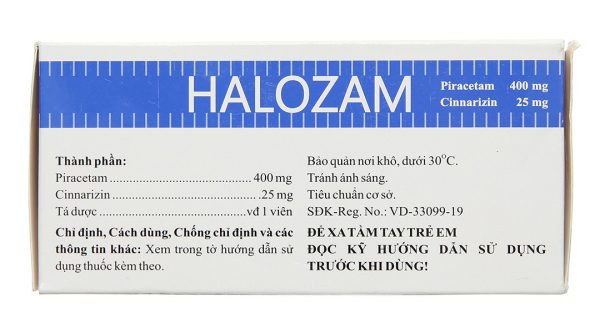 HALOZAM
Piracetam 400 mg
Cinnarizin 25 mg
Thành phần:
Piracetam ........................................ 400 mg
Cinnarizin ......................................... .25 mg
Tá dược ..........................................vđ 1 viên
Chỉ định, Cách dùng, Chống chỉ định và các
thông tin khác: Xem trong tờ hướng dẫn sử
dụng thuốc kèm theo.
Bảo quản nơi khô, dưới 30°C.
Tránh ánh sáng.
Tiêu chuẩn cơ sở.
SĐK-Reg. No.: VD-33099-19
ĐỂ XA TẦM TAY TRẺ EM
ĐỌC KỸ HƯỚNG DẪN SỬ DỤNG
TRƯỚC KHI DÙNG!